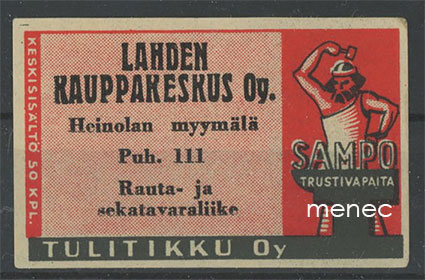 KESKISISÄLTÖ 50 KPL.
LAHDEN
KAUPPAKESKUS Oy.
Heinolan myymälä
Puh. 111
Rauta- ja
sekatavaraliike
SAMPO
TRUSTIVAPAITA
menec
TULITIKKU Oy